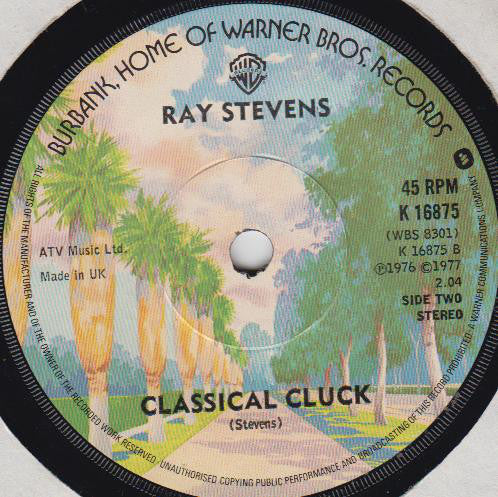 BURBANK, HOME OF WARNER BROS. RECORDS
RAY STEVENS
45 RPM
K 16875
(WBS 8301)
K 16875 B
ATV Music Ltd.
Ⓟ1976 ©1977
Made in UK
2.04
SIDE TWO
STEREO
CLASSICAL CLUCK
(Stevens)
ALL RIGHTS OF THE MANUFACTURER AND OF THE OWNER OF THE RECORDED WORK RESERVED · UNAUTHORISED COPYING PUBLIC PERFORMANCE AND BROADCASTING OF THIS RECORD PROHIBITED · A WARNER COMMUNICATIONS COMPANY